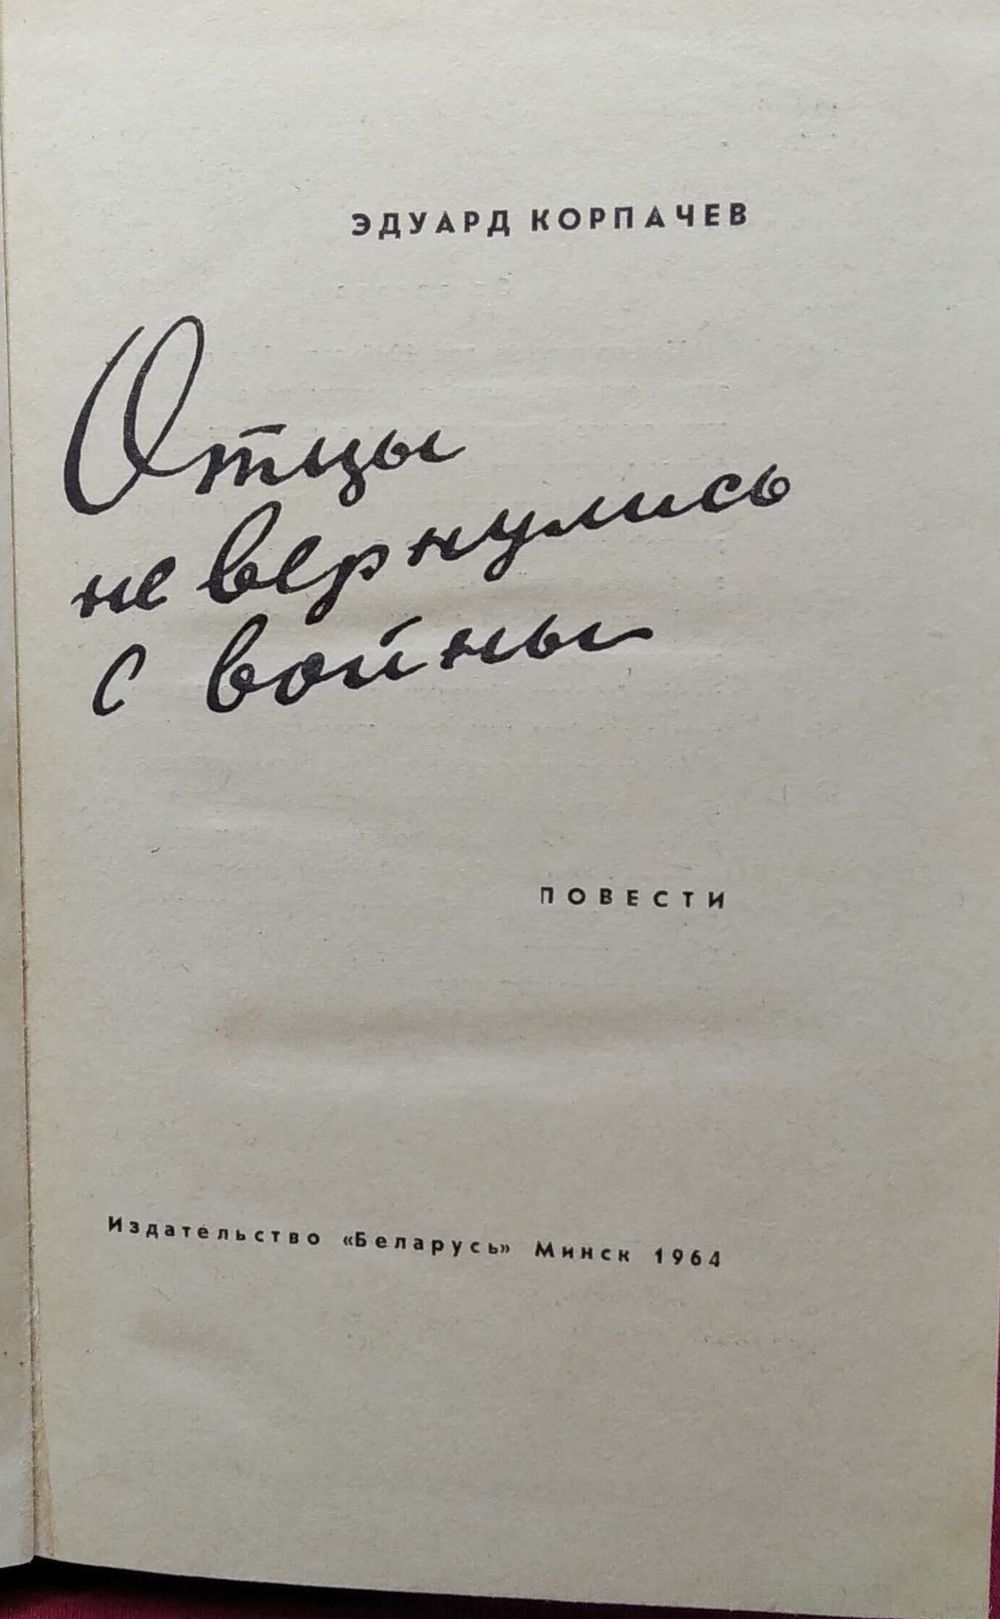 ЭДУАРД КОРПАЧЕВ
Отцы
не вернулись
с войны
ПОВЕСТИ
Издательство «Беларусь» Минск 1964